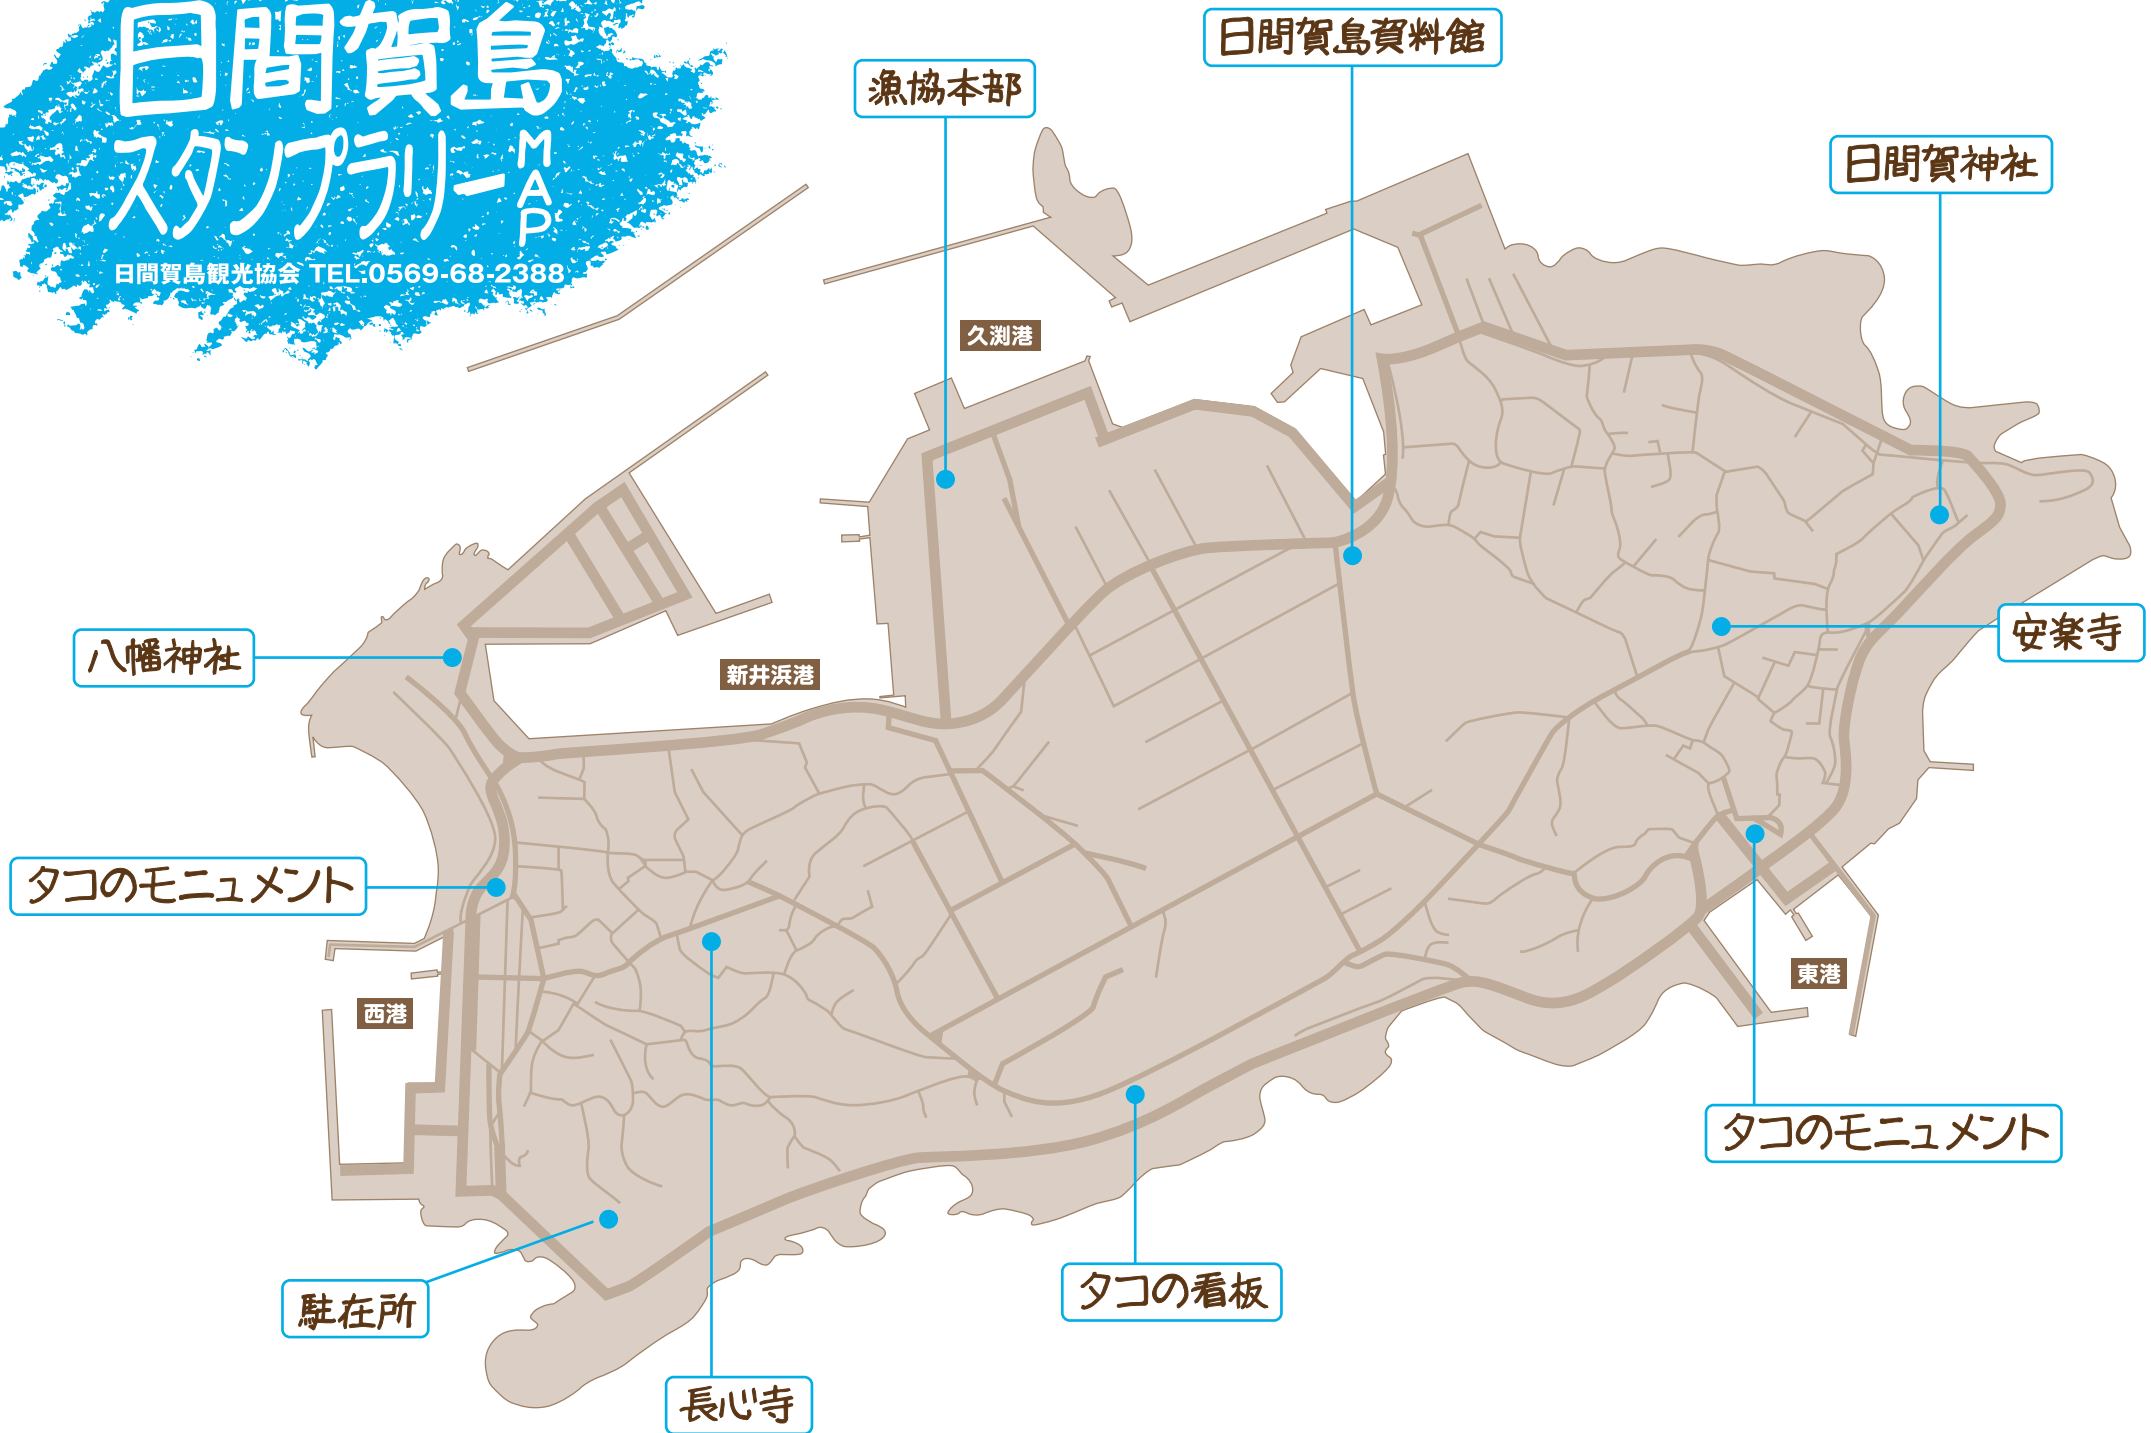 日間賀島
スタンプラリー
MAP
日間賀島観光協会 TEL:0569-68-2388
日間賀島資料館
漁協本部
日間賀神社
久渕港
安楽寺
八幡神社
新井浜港
タコのモニュメント
東港
西港
タコのモニュメント
タコの看板
駐在所
長心寺